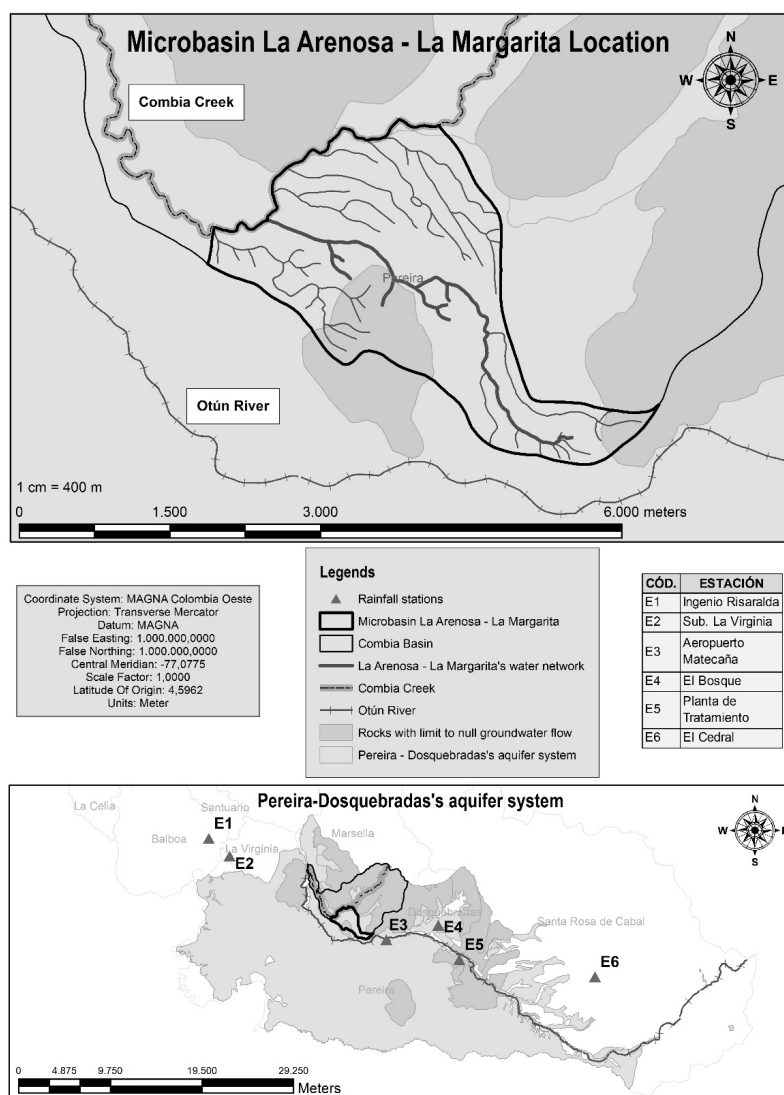 Microbasin La Arenosa - La Margarita Location
N
W
E
S
Combia Creek
Pereira
Otún River
1 cm = 400 m
0
1.500
3.000
6.000 meters
Coordinate System: MAGNA Colombia Oeste
Projection: Transverse Mercator
Datum: MAGNA
False Easting: 1.000.000,0000
False Northing: 1.000.000,0000
Central Meridian: -77,0775
Scale Factor: 1,0000
Latitude Of Origin: 4,5962
Units: Meter
Legends
Rainfall stations
Microbasin La Arenosa - La Margarita
Combia Basin
La Arenosa - La Margarita's water network
Combia Creek
Otún River
Rocks with limit to null groundwater flow
Pereira - Dosquebradas's aquifer system
CÓD. ESTACIÓN
E1 Ingenio Risaralda
E2 Sub. La Virginia
E3 Aeropuerto
Matecaña
E4 El Bosque
E5 Planta de
Tratamiento
E6 El Cedral
Pereira-Dosquebradas's aquifer system
La Celia
Santuario
E1
Balboa
La Virginia
E2
Marsella
N
W
E
S
Dosquebradas
E4
E3
Santa Rosa de Cabal
E5
E6
Pereira
0
4.875
9.750
19.500
29.250
Meters